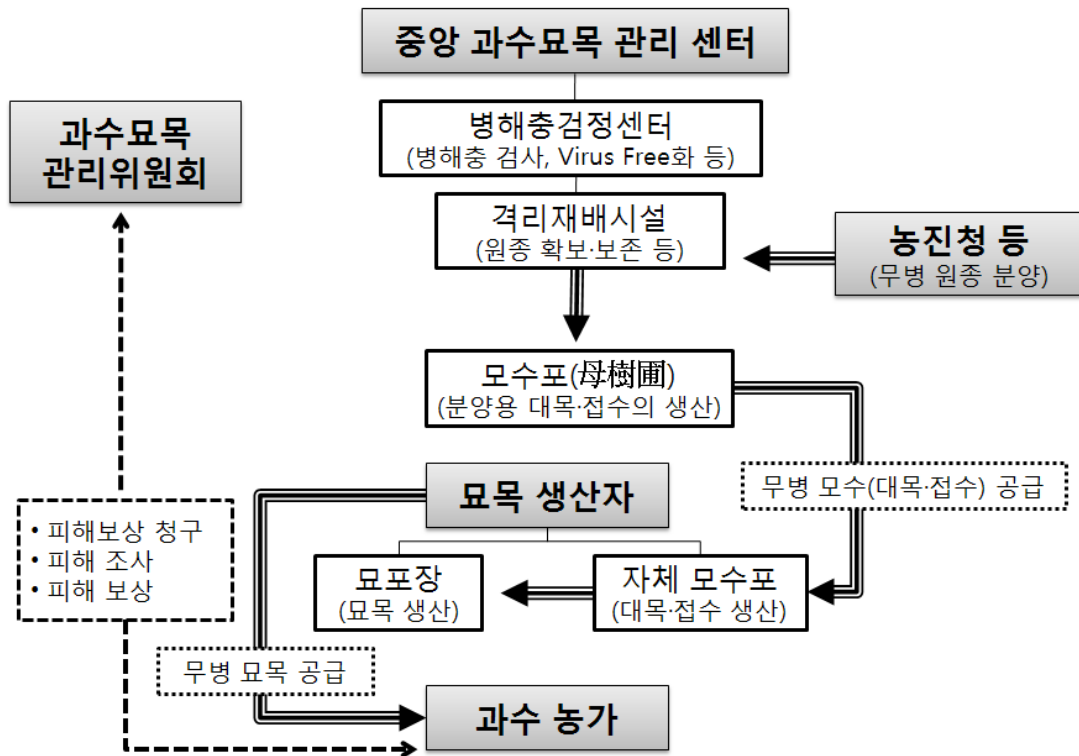 중앙 과수묘목 관리 센터
병해충검정센터
(병해충 검사, Virus Free화 등)
과수묘목
관리위원회
격리재배시설
(원종 확보·보존 등)
농진청 등
(무병 원종 분양)
모수포(母樹圃)
(분양용 대목·접수의 생산)
무병 모수(대목·접수) 공급
묘목 생산자
• 피해보상 청구
• 피해 조사
• 피해 보상
묘포장
(묘목 생산)
자체 모수포
(대목·접수 생산)
무병 묘목 공급
과수 농가